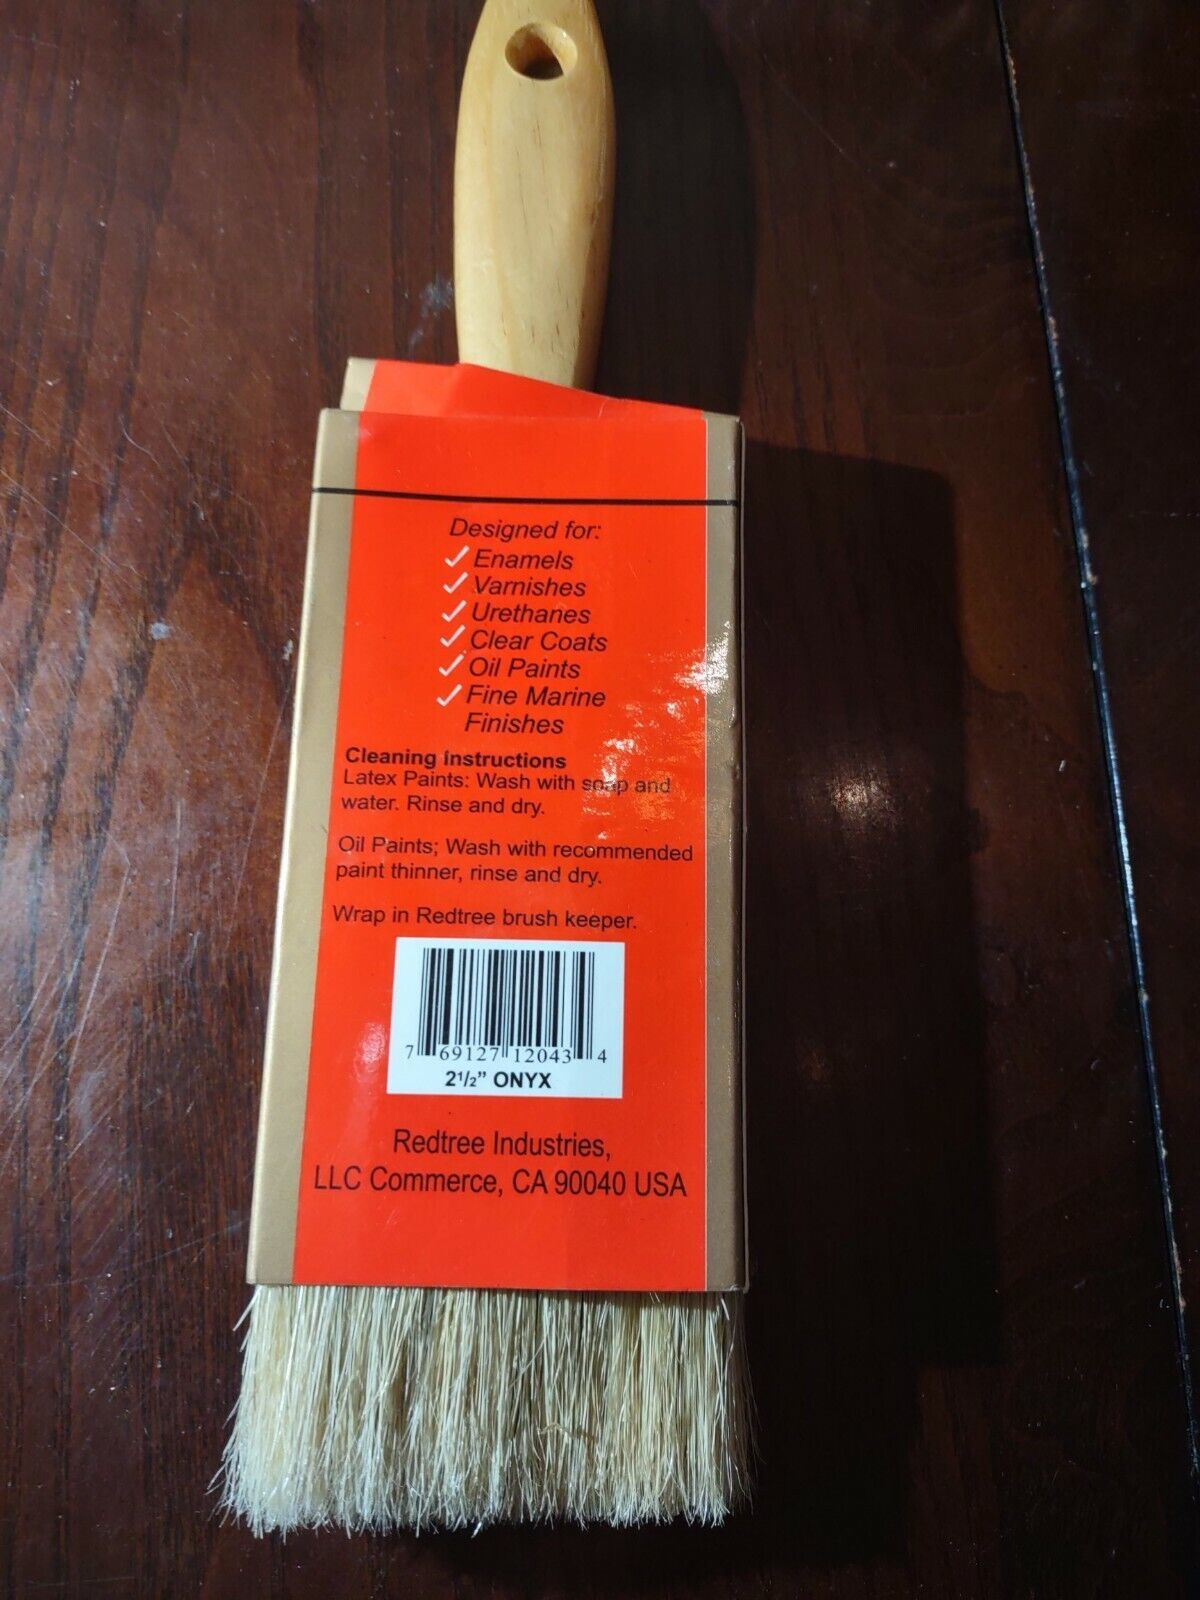 Designed for:
Enamels
Varnishes
Urethanes
Clear Coats
Oil Paints
Fine Marine
Finishes
Cleaning Instructions
Latex Paints: Wash with soap and
water. Rinse and dry.
Oil Paints; Wash with recommended
paint thinner, rinse and dry.
Wrap in Redtree brush keeper.
7 69127 12043 4
2 1/2” ONYX
Redtree Industries,
LLC Commerce, CA 90040 USA